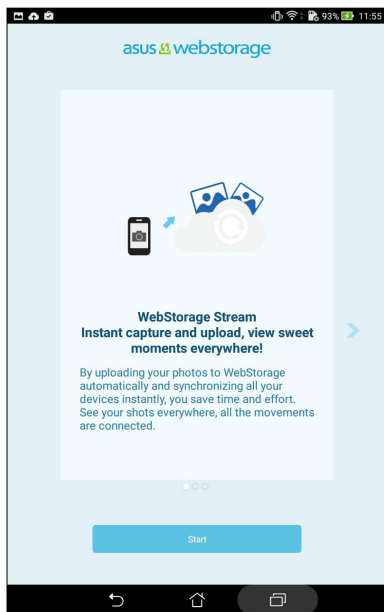 93% 11:55
asus webstorage
WebStorage Stream
Instant capture and upload, view sweet
moments everywhere!
By uploading your photos to WebStorage
automatically and synchronizing all your
devices instantly, you save time and effort.
See your shots everywhere, all the movements
are connected.
Start